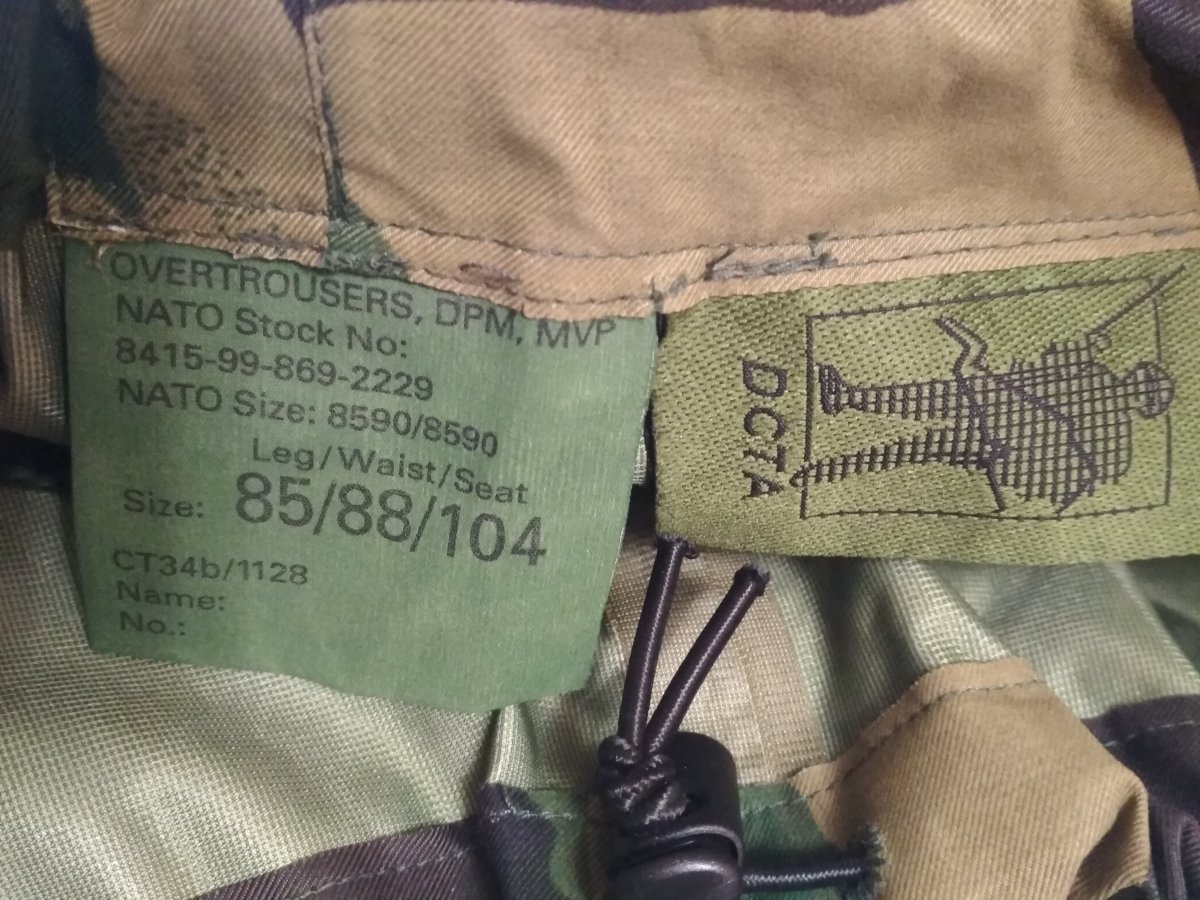 OVERTROUSERS, DPM, MVP
NATO Stock No:
8415-99-869-2229
NATO Size: 8590/8590
Leg/Waist/Seat
Size: 85/88/104
CT34b/1128
Name:
No.:
DCTA